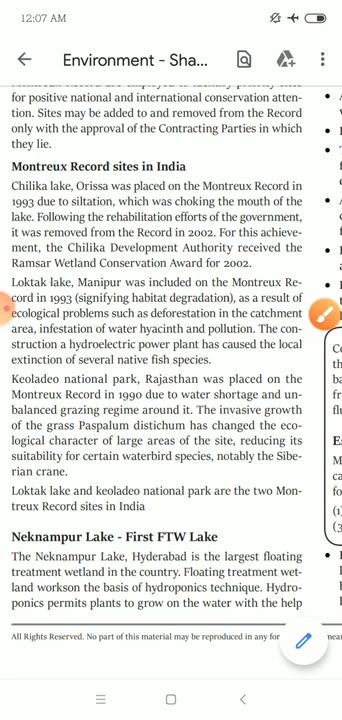 12:07 AM
Environment - Sha...
for positive national and international conservation atten-
tion. Sites may be added to and removed from the Record
only with the approval of the Contracting Parties in which
they lie.
Montreux Record sites in India
Chilika lake, Orissa was placed on the Montreux Record in
1993 due to siltation, which was choking the mouth of the
lake. Following the rehabilitation efforts of the government,
it was removed from the Record in 2002. For this achieve-
ment, the Chilika Development Authority received the
Ramsar Wetland Conservation Award for 2002.
Loktak lake, Manipur was included on the Montreux Re-
cord in 1993 (signifying habitat degradation), as a result of
ecological problems such as deforestation in the catchment
area, infestation of water hyacinth and pollution. The con-
struction a hydroelectric power plant has caused the local
extinction of several native fish species.
Keoladeo national park, Rajasthan was placed on the
Montreux Record in 1990 due to water shortage and un-
balanced grazing regime around it. The invasive growth
of the grass Paspalum distichum has changed the eco-
logical character of large areas of the site, reducing its
suitability for certain waterbird species, notably the Sibe-
rian crane.
Loktak lake and keoladeo national park are the two Mon-
treux Record sites in India
Neknampur Lake - First FTW Lake
The Neknampur Lake, Hyderabad is the largest floating
treatment wetland in the country. Floating treatment wet-
land workson the basis of hydroponics technique. Hydro-
ponics permits plants to grow on the water with the help
All Rights Reserved. No part of this material may be reproduced in any for